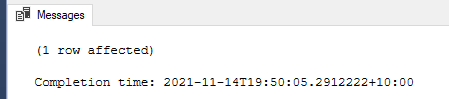 Messages
(1 row affected)
Completion time: 2021-11-14T19:50:05.2912222+10:00